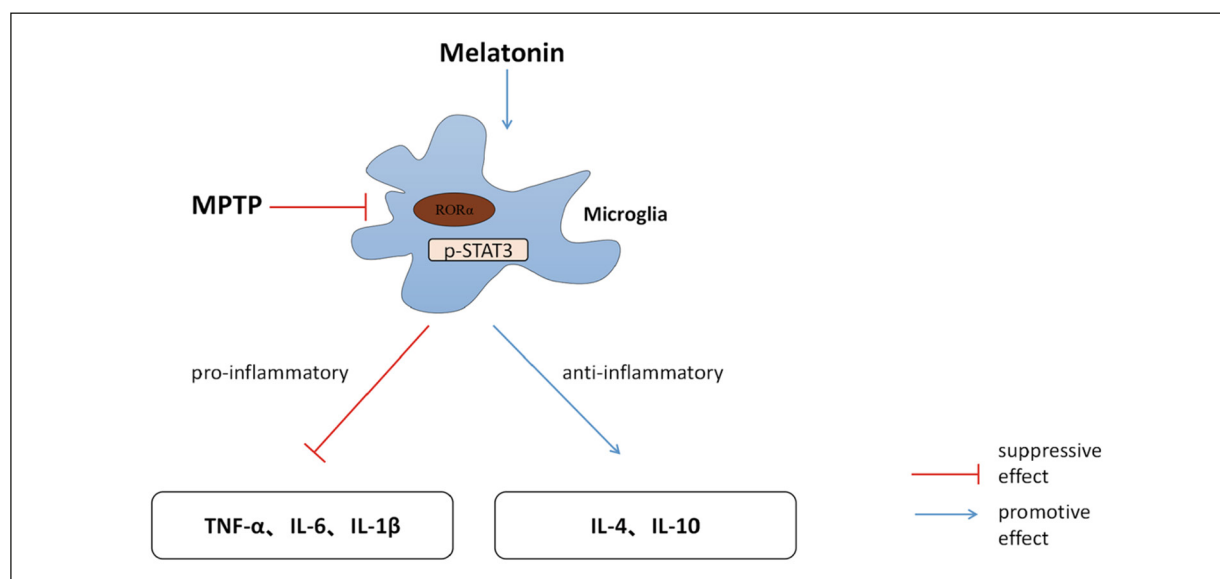 Melatonin
MPTP
RORα
Microglia
p-STAT3
pro-inflammatory
anti-inflammatory
TNF-α、IL-6、IL-1β
IL-4、IL-10
suppressive
effect
promotive
effect